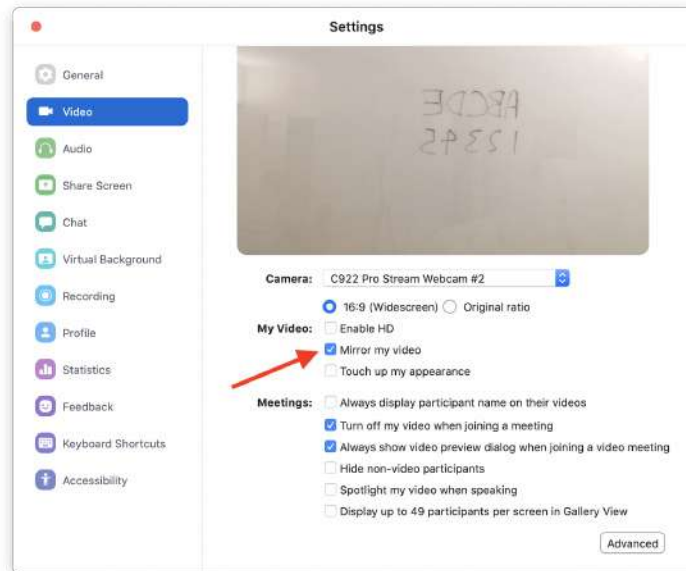 Settings
General
Video
Audio
Share Screen
Chat
Virtual Background
Recording
Profile
Statistics
Feedback
Keyboard Shortcuts
Accessibility
ABCDE
12345
Camera: C922 Pro Stream Webcam #2
16:9 (Widescreen) Original ratio
My Video: Enable HD
Mirror my video
Touch up my appearance
Meetings: Always display participant name on their videos
Turn off my video when joining a meeting
Always show video preview dialog when joining a video meeting
Hide non-video participants
Spotlight my video when speaking
Display up to 49 participants per screen in Gallery View
Advanced